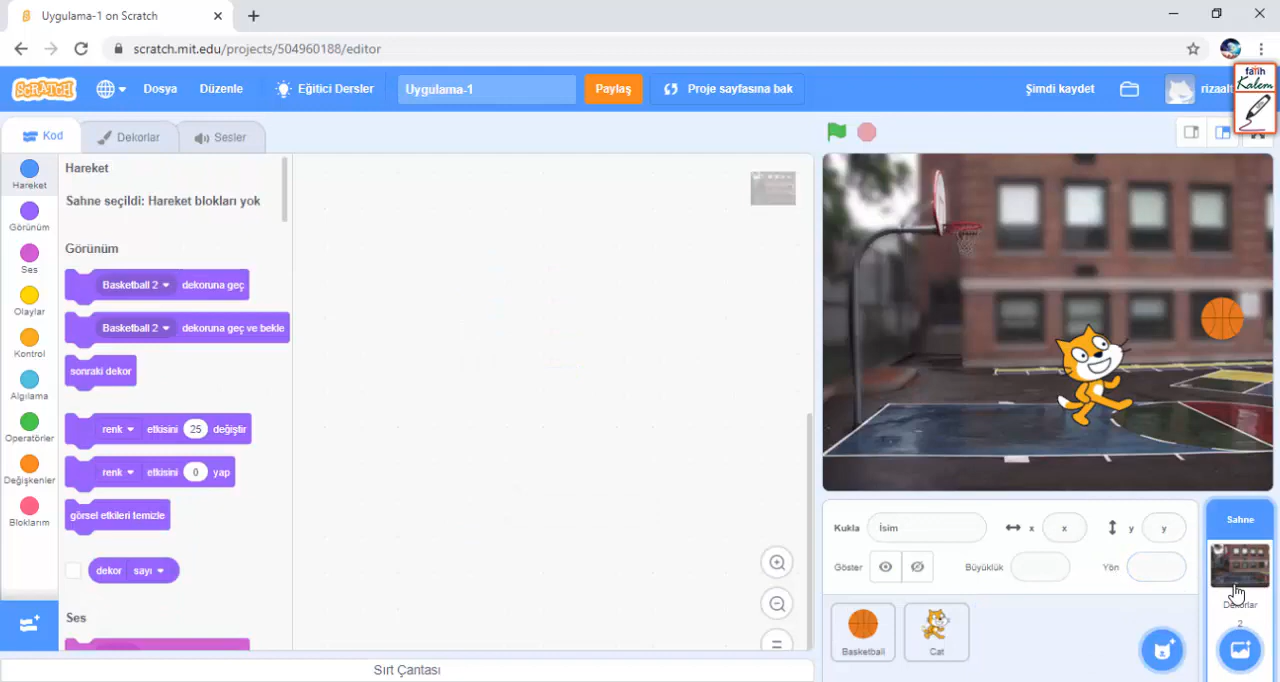 Uygulama-1 on Scratch
scratch.mit.edu/projects/504960188/editor
SCRATCH
Dosya
Düzenle
Eğitici Dersler
Uygulama-1
Paylaş
Proje sayfasına bak
Şimdi kaydet
fatih
Kalem
Kod
Dekorlar
Sesler
Hareket
Görünüm
Ses
Olaylar
Kontrol
Algılama
Operatörler
Değişkenler
Bloklarım
Hareket
Sahne seçildi: Hareket blokları yok
Görünüm
Basketball 2 dekoruna geç
Basketball 2 dekoruna geç ve bekle
sonraki dekor
renk etkisini 25 değiştir
renk etkisini 0 yap
görsel etkileri temizle
dekor sayı
Ses
Sırt Çantası
Kukla İsim x x y y
Göster Büyüklük Yön
Basketball
Cat
Sahne
Dekorlar
2